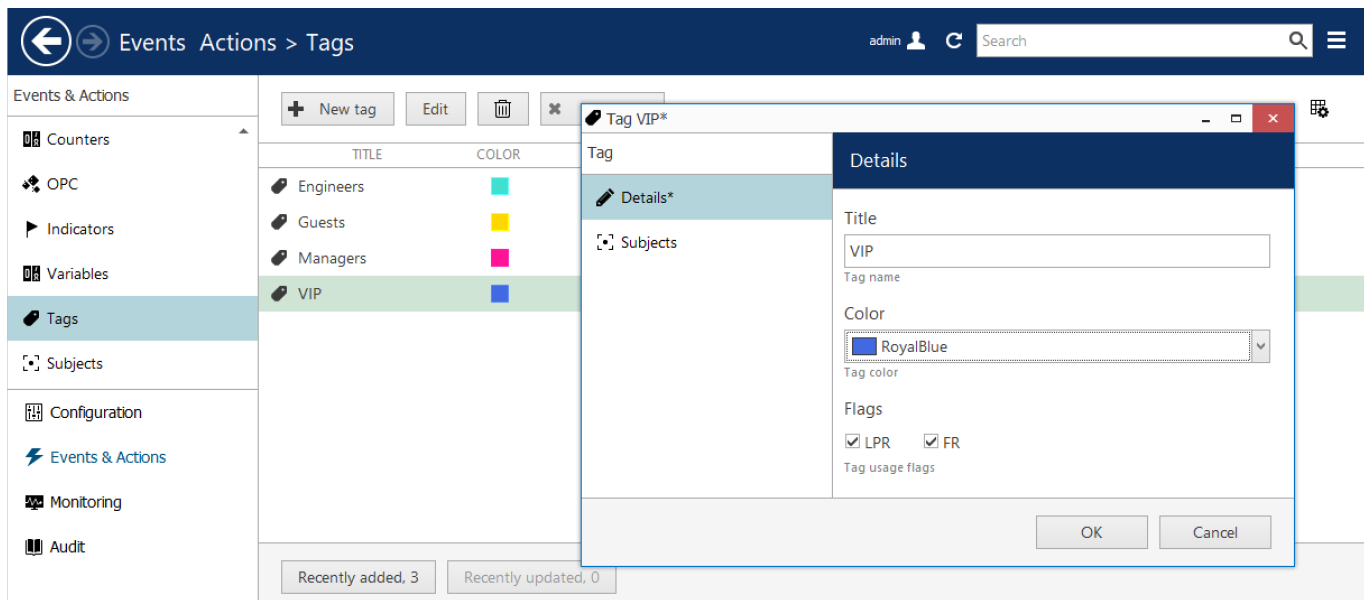 Events Actions > Tags
admin
Search
Events & Actions
Counters
OPC
Indicators
Variables
Tags
Subjects
Configuration
Events & Actions
Monitoring
Audit
New tag
Edit
TITLE
COLOR
Engineers
Guests
Managers
VIP
Recently added, 3
Recently updated, 0
Tag VIP*
Tag
Details*
Subjects
Details
Title
VIP
Tag name
Color
RoyalBlue
Tag color
Flags
LPR
FR
Tag usage flags
OK
Cancel